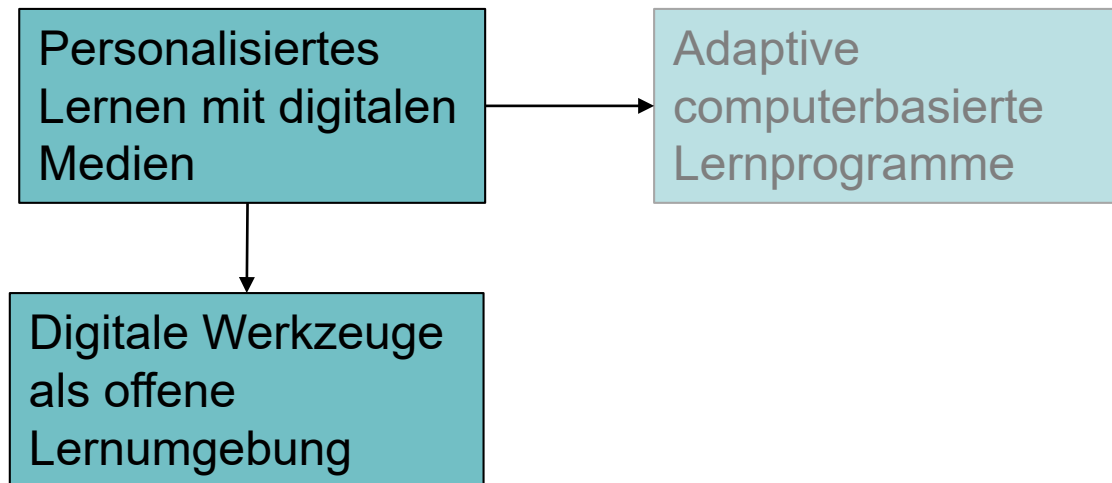 Personalisiertes
Lernen mit digitalen
Medien
Adaptive
computerbasierte
Lernprogramme
Digitale Werkzeuge
als offene
Lernumgebung